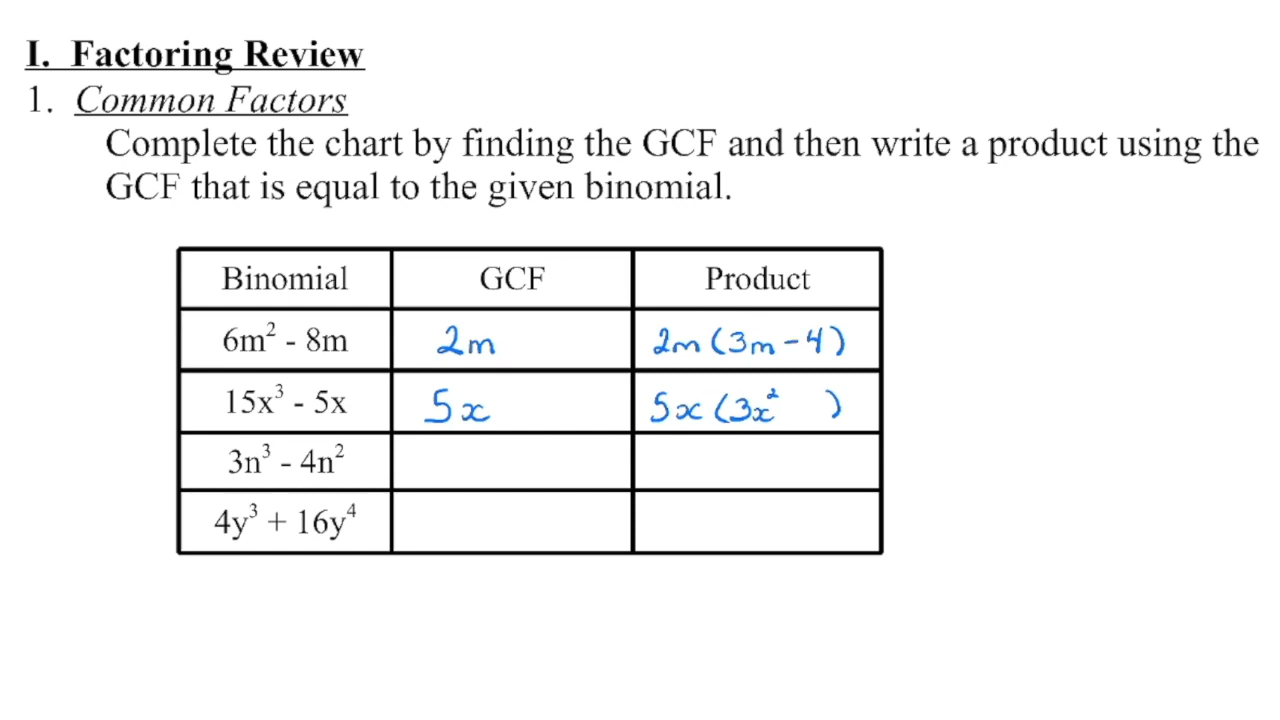 I. Factoring Review
1. Common Factors
Complete the chart by finding the GCF and then write a product using the
GCF that is equal to the given binomial.
Binomial GCF Product
6m² - 8m 2m 2m(3m-4)
15x³ - 5x 5x 5x(3x² )
3n³ - 4n²
4y³ + 16y⁴